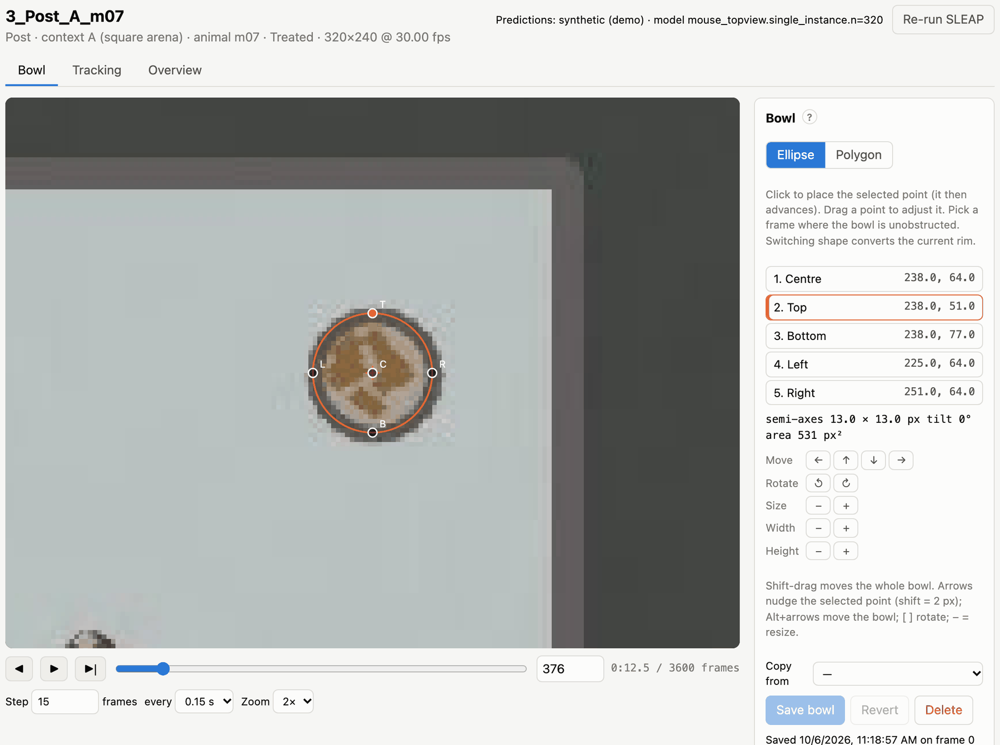 3_Post_A_m07
Predictions: synthetic (demo) · model mouse_topview.single_instance.n=320
Re-run SLEAP
Post · context A (square arena) · animal m07 · Treated · 320×240 @ 30.00 fps
Bowl
Tracking
Overview
T
L
C
R
B
Bowl
?
Ellipse
Polygon
Click to place the selected point (it then
advances). Drag a point to adjust it. Pick a
frame where the bowl is unobstructed.
Switching shape converts the current rim.
1. Centre 238.0, 64.0
2. Top 238.0, 51.0
3. Bottom 238.0, 77.0
4. Left 225.0, 64.0
5. Right 251.0, 64.0
semi-axes 13.0 × 13.0 px tilt 0°
area 531 px²
Move ← ↑ ↓ →
Rotate ↺ ↻
Size − +
Width − +
Height − +
Shift-drag moves the whole bowl. Arrows
nudge the selected point (shift = 2 px);
Alt+arrows move the bowl; [ ] rotate; − =
resize.
Copy
from
—
Save bowl
Revert
Delete
Saved 10/6/2026, 11:18:57 AM on frame 0
376
0:12.5 / 3600 frames
Step 15 frames every 0.15 s Zoom 2×